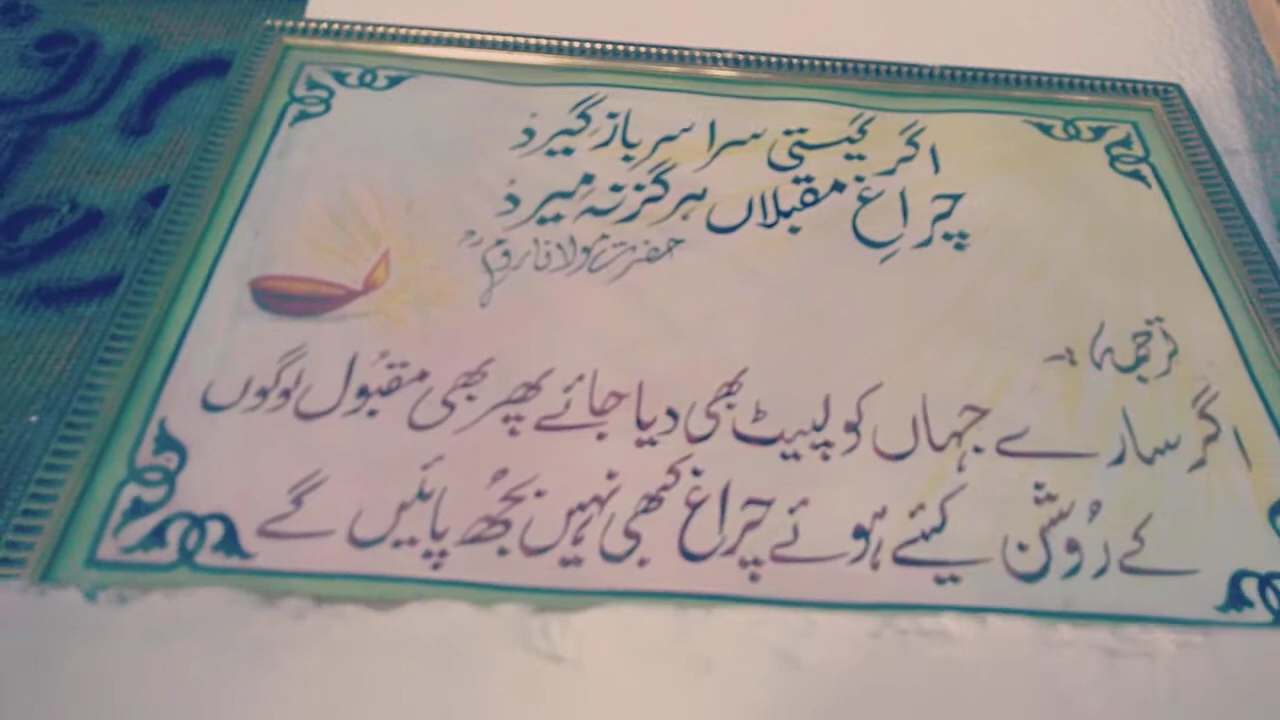 اگر گیتی سراسر باز گیرد
چراغ مقبلاں ہرگز نہ میرد
حضرت مولانا روم
(ترجمہ) :-
اگر سارے جہاں کو لپیٹ بھی دیا جائے پھر بھی مقبول لوگوں
کے روشن کیئے ہوئے چراغ کبھی نہیں بجھ پائیں گے